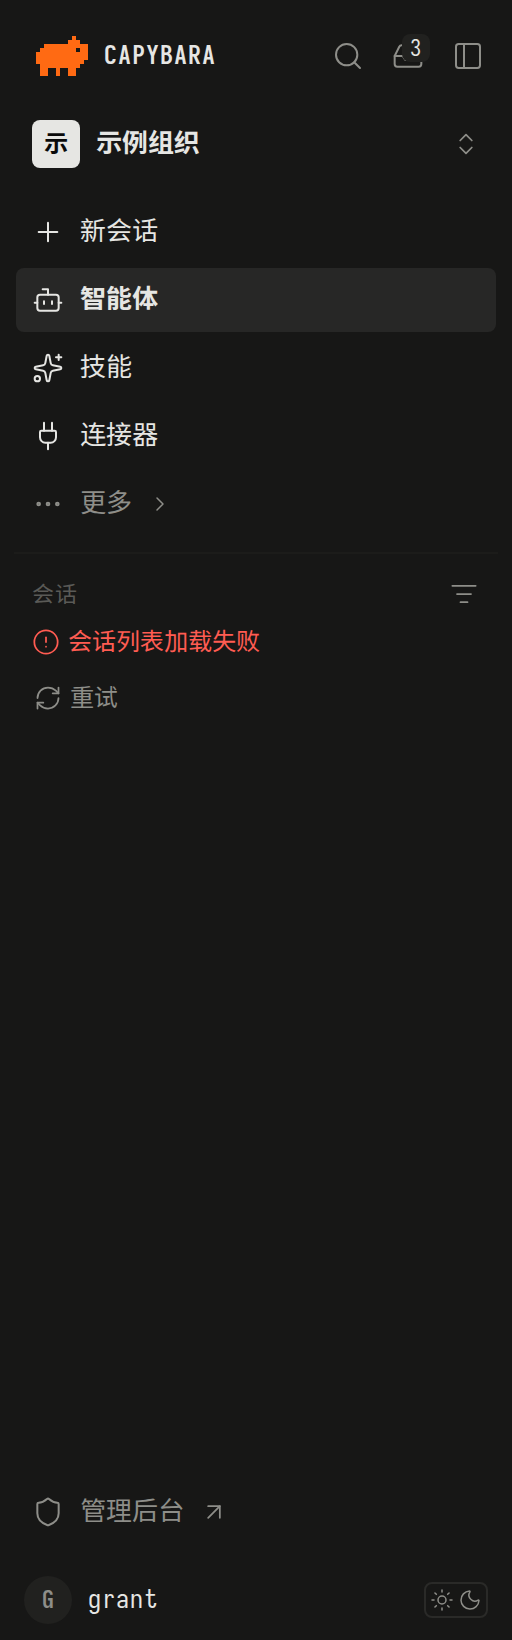 CAPYBARA
3
示 示例组织
新会话
智能体
技能
连接器
更多
会话
会话列表加载失败
重试
管理后台
G grant